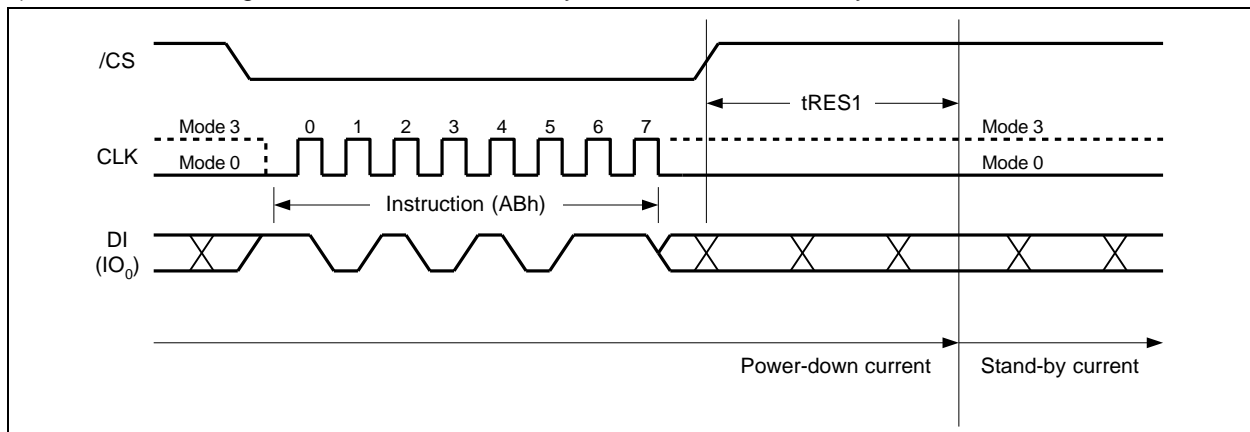 /CS
tRES1
Mode 3 0 1 2 3 4 5 6 7 Mode 3
CLK
Mode 0 Mode 0
Instruction (ABh)
DI
(IO0)
Power-down current Stand-by current